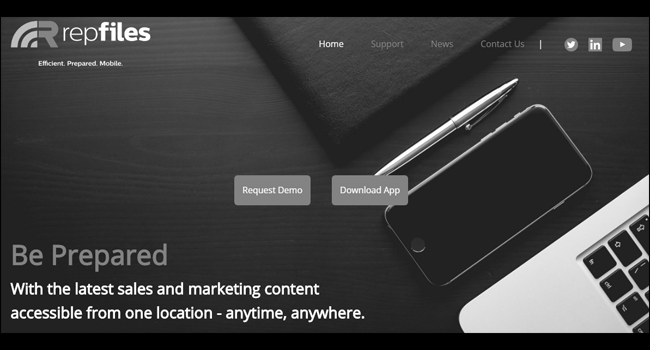 repfiles
Efficient. Prepared. Mobile.
Home Support News Contact Us |
Request Demo Download App
Be Prepared
With the latest sales and marketing content
accessible from one location - anytime, anywhere.